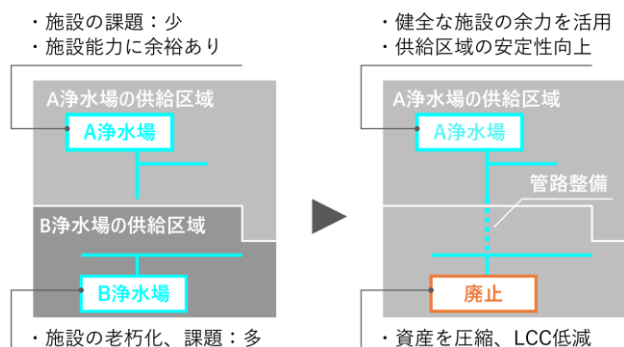 ・施設の課題：少
・施設能力に余裕あり
A浄水場の供給区域
A浄水場
B浄水場の供給区域
B浄水場
・施設の老朽化、課題：多
・健全な施設の余力を活用
・供給区域の安定性向上
A浄水場の供給区域
A浄水場
管路整備
廃止
・資産を圧縮、LCC低減